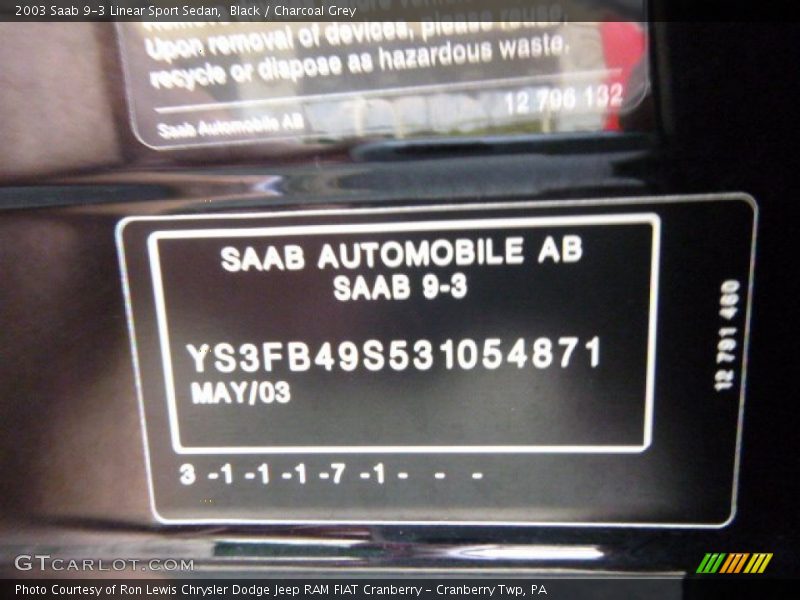 2003 Saab 9-3 Linear Sport Sedan, Black / Charcoal Grey
Upon removal of devices, please reuse,
recycle or dispose as hazardous waste.
12 796 132
Saab Automobile AB
SAAB AUTOMOBILE AB
SAAB 9-3
YS3FB49S531054871
MAY/03
12 791 460
3 -1 -1 -1 -7 -1 - - -
GTCARLOT.COM
Photo Courtesy of Ron Lewis Chrysler Dodge Jeep RAM FIAT Cranberry – Cranberry Twp, PA